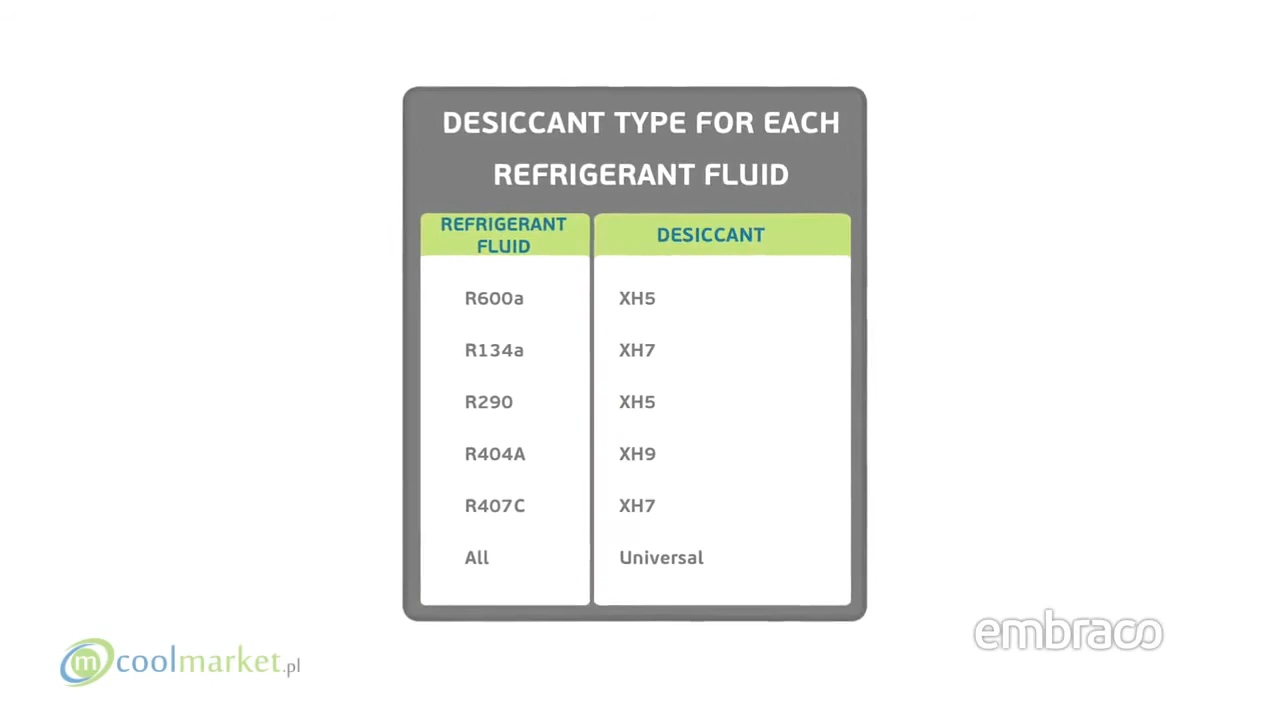 DESICCANT TYPE FOR EACH
REFRIGERANT FLUID
REFRIGERANT
FLUID
DESICCANT
R600a XH5
R134a XH7
R290 XH5
R404A XH9
R407C XH7
All Universal
embraco
m coolmarket.pl